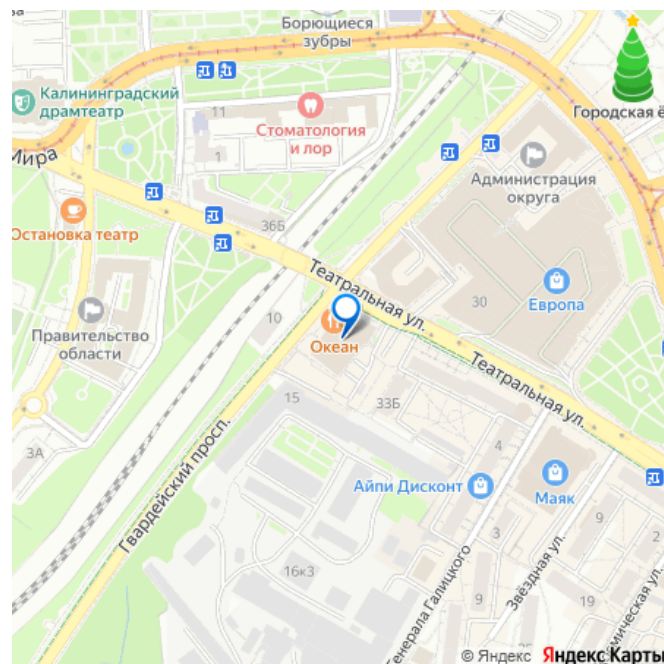 Борющиеся
зубры
Калининградский
драмтеатр
11
Стоматология
и лор
1
Мира
Городская ё
Администрация
округа
Остановка театр
36Б
Театральная ул.
30
Европа
Правительство
области
10
Океан
Театральная ул.
15
33Б
3А
Гвардейский просп.
4
Айпи Дисконт
Маяк
16к3
Генерала Галицкого
3
9
Звёздная ул.
2
9
19
мическая ул.
© Яндекс Яндекс Карты